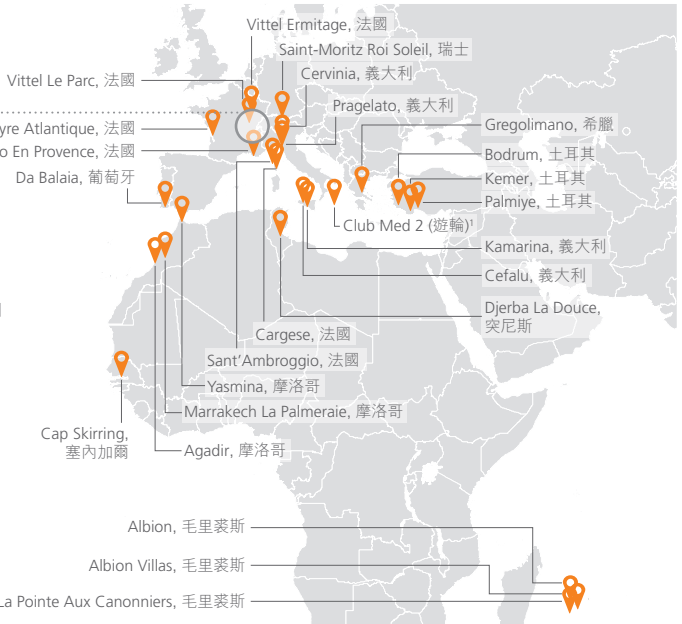 Vittel Ermitage, 法國
Saint-Moritz Roi Soleil, 瑞士
Vittel Le Parc, 法國
Cervinia, 義大利
Pragelato, 義大利
yre Atlantique, 法國
Gregolimano, 希臘
o En Provence, 法國
Bodrum, 土耳其
Da Balaia, 葡萄牙
Kemer, 土耳其
Palmiye, 土耳其
Club Med 2 (遊輪)¹
Kamarina, 義大利
Cefalu, 義大利
Djerba La Douce,
突尼斯
Cargese, 法國
Sant'Ambroggio, 法國
Yasmina, 摩洛哥
Marrakech La Palmeraie, 摩洛哥
Cap Skirring,
塞內加爾
Agadir, 摩洛哥
Albion, 毛里裘斯
Albion Villas, 毛里裘斯
La Pointe Aux Canonniers, 毛里裘斯